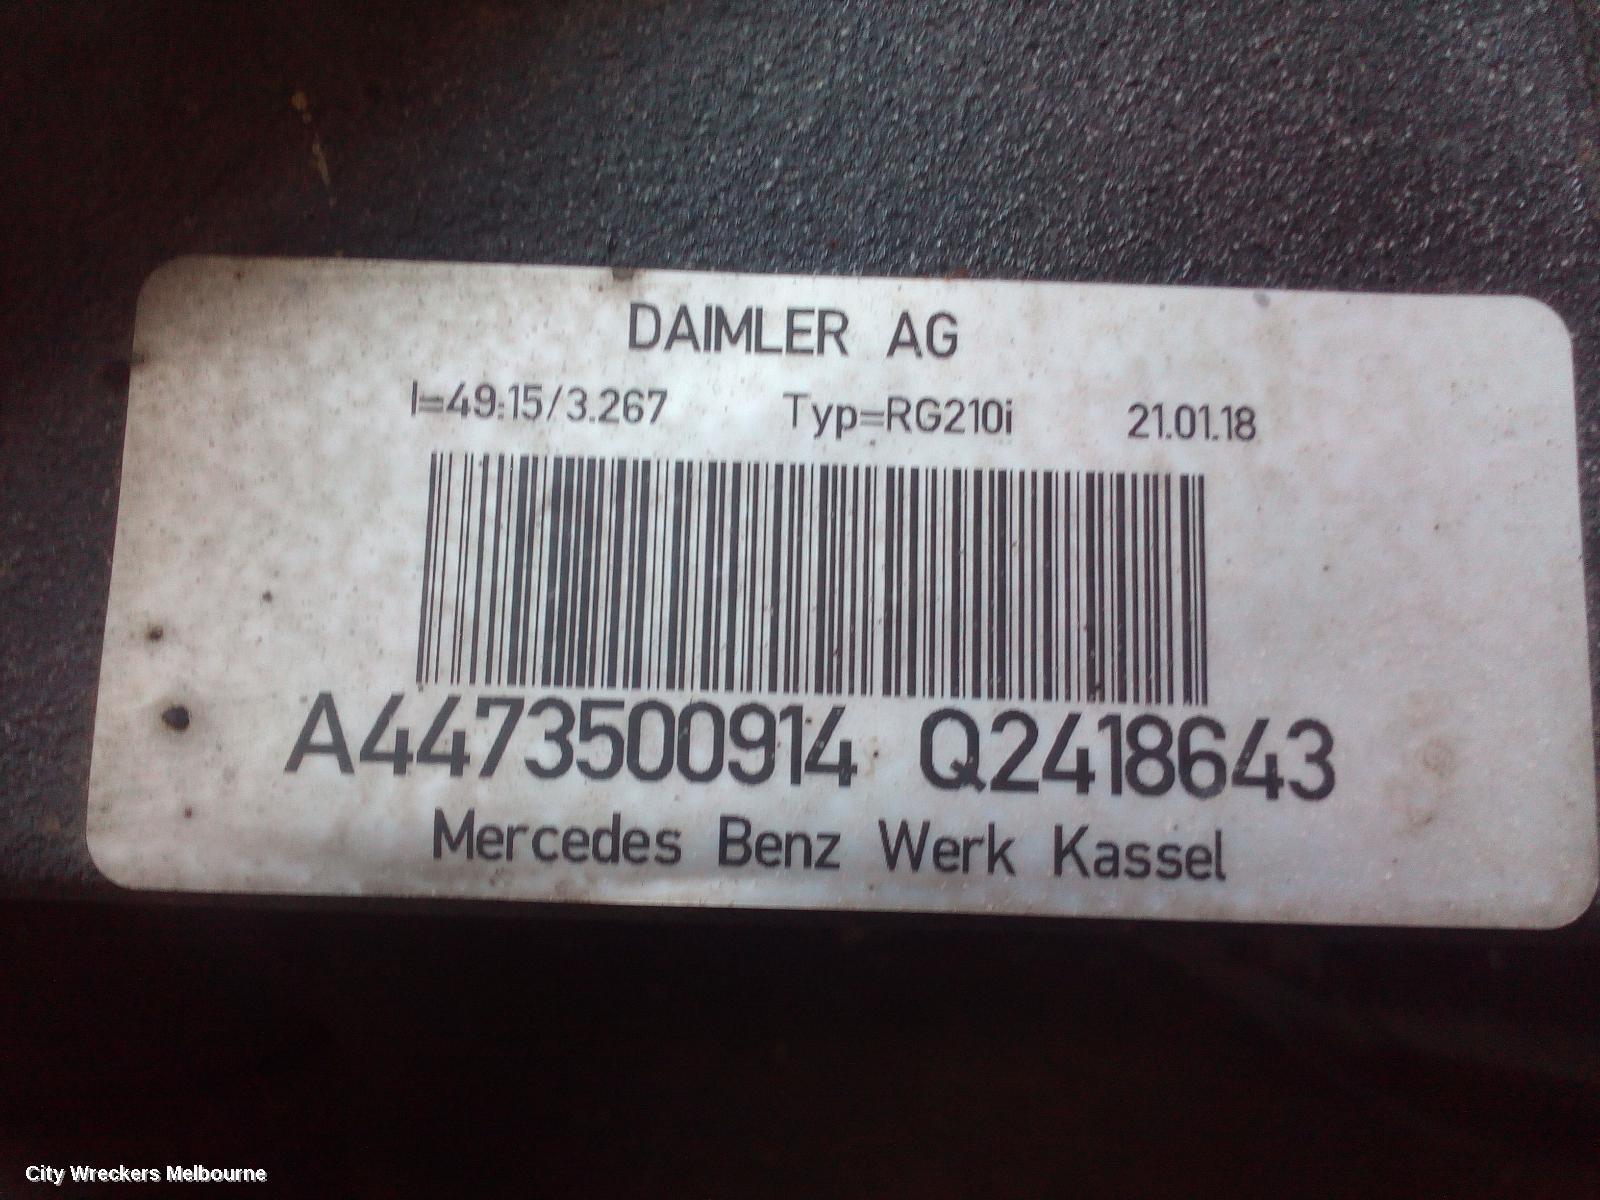 DAIMLER AG
I=49:15/3.267 Typ=RG210i 21.01.18
A4473500914 Q2418643
Mercedes Benz Werk Kassel
City Wreckers Melbourne